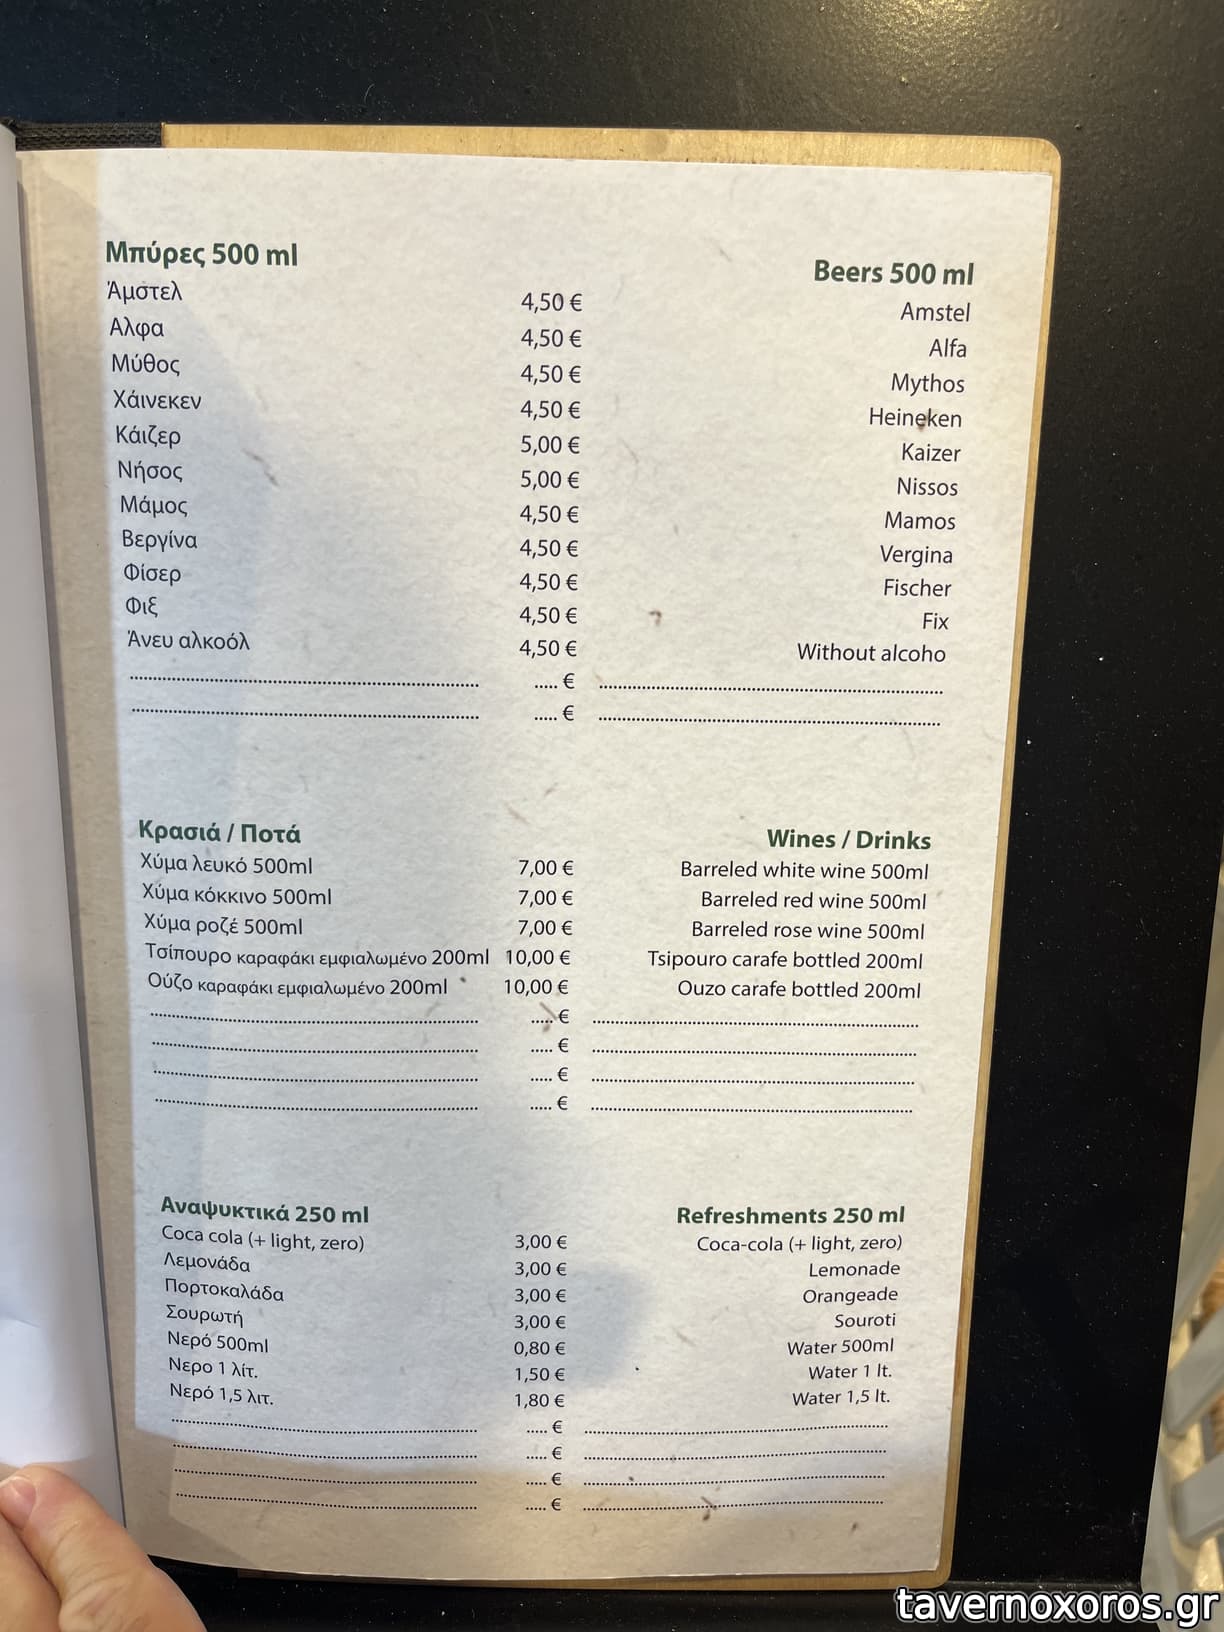 Μπύρες 500 ml Beers 500 ml
Άμστελ 4,50 € Amstel
Αλφα 4,50 € Alfa
Μύθος 4,50 € Mythos
Χάινεκεν 4,50 € Heineken
Κάιζερ 5,00 € Kaizer
Νήσος 5,00 € Nissos
Μάμος 4,50 € Mamos
Βεργίνα 4,50 € Vergina
Φίσερ 4,50 € Fischer
Φιξ 4,50 € Fix
Άνευ αλκοόλ 4,50 € Without alcoho
..... €
..... €
Κρασιά / Ποτά Wines / Drinks
Χύμα λευκό 500ml 7,00 € Barreled white wine 500ml
Χύμα κόκκινο 500ml 7,00 € Barreled red wine 500ml
Χύμα ροζέ 500ml 7,00 € Barreled rose wine 500ml
Τσίπουρο καραφάκι εμφιαλωμένο 200ml 10,00 € Tsipouro carafe bottled 200ml
Ούζο καραφάκι εμφιαλωμένο 200ml 10,00 € Ouzo carafe bottled 200ml
..... €
..... €
..... €
..... €
Αναψυκτικά 250 ml Refreshments 250 ml
Coca cola (+ light, zero) 3,00 € Coca-cola (+ light, zero)
Λεμονάδα 3,00 € Lemonade
Πορτοκαλάδα 3,00 € Orangeade
Σουρωτή 3,00 € Souroti
Νερό 500ml 0,80 € Water 500ml
Νερο 1 λίτ. 1,50 € Water 1 lt.
Νερό 1,5 λιτ. 1,80 € Water 1,5 lt.
..... €
..... €
..... €
..... €
tavernoxoros.gr